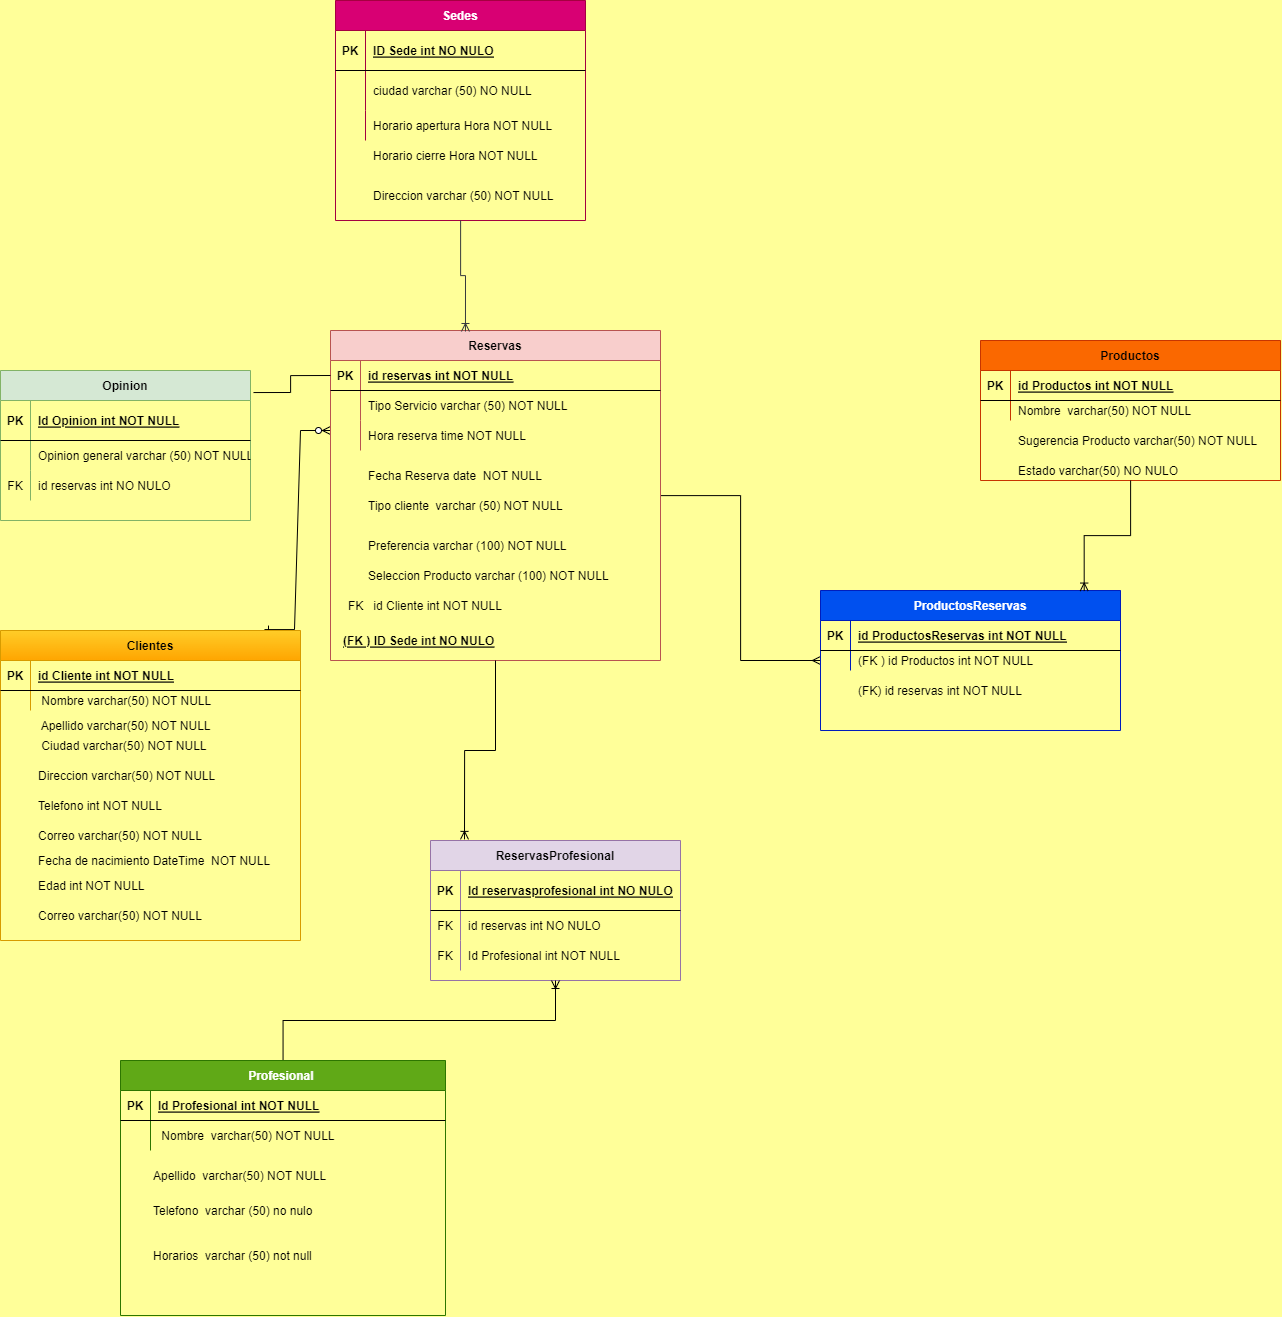 Sedes
PK ID Sede int NO NULO
ciudad varchar (50) NO NULL
Horario apertura Hora NOT NULL
Horario cierre Hora NOT NULL
Direccion varchar (50) NOT NULL
Reservas
PK id reservas int NOT NULL
Tipo Servicio varchar (50) NOT NULL
Hora reserva time NOT NULL
Fecha Reserva date NOT NULL
Tipo cliente varchar (50) NOT NULL
Preferencia varchar (100) NOT NULL
Seleccion Producto varchar (100) NOT NULL
FK id Cliente int NOT NULL
(FK ) ID Sede int NO NULO
Productos
PK id Productos int NOT NULL
Nombre varchar(50) NOT NULL
Sugerencia Producto varchar(50) NOT NULL
Estado varchar(50) NO NULO
Opinion
PK Id Opinion int NOT NULL
Opinion general varchar (50) NOT NULL
FK id reservas int NO NULO
ProductosReservas
PK id ProductosReservas int NOT NULL
(FK ) id Productos int NOT NULL
(FK) id reservas int NOT NULL
Clientes
PK id Cliente int NOT NULL
Nombre varchar(50) NOT NULL
Apellido varchar(50) NOT NULL
Ciudad varchar(50) NOT NULL
Direccion varchar(50) NOT NULL
Telefono int NOT NULL
Correo varchar(50) NOT NULL
Fecha de nacimiento DateTime NOT NULL
Edad int NOT NULL
Correo varchar(50) NOT NULL
ReservasProfesional
PK Id reservasprofesional int NO NULO
FK id reservas int NO NULO
FK Id Profesional int NOT NULL
Profesional
PK Id Profesional int NOT NULL
Nombre varchar(50) NOT NULL
Apellido varchar(50) NOT NULL
Telefono varchar (50) no nulo
Horarios varchar (50) not null